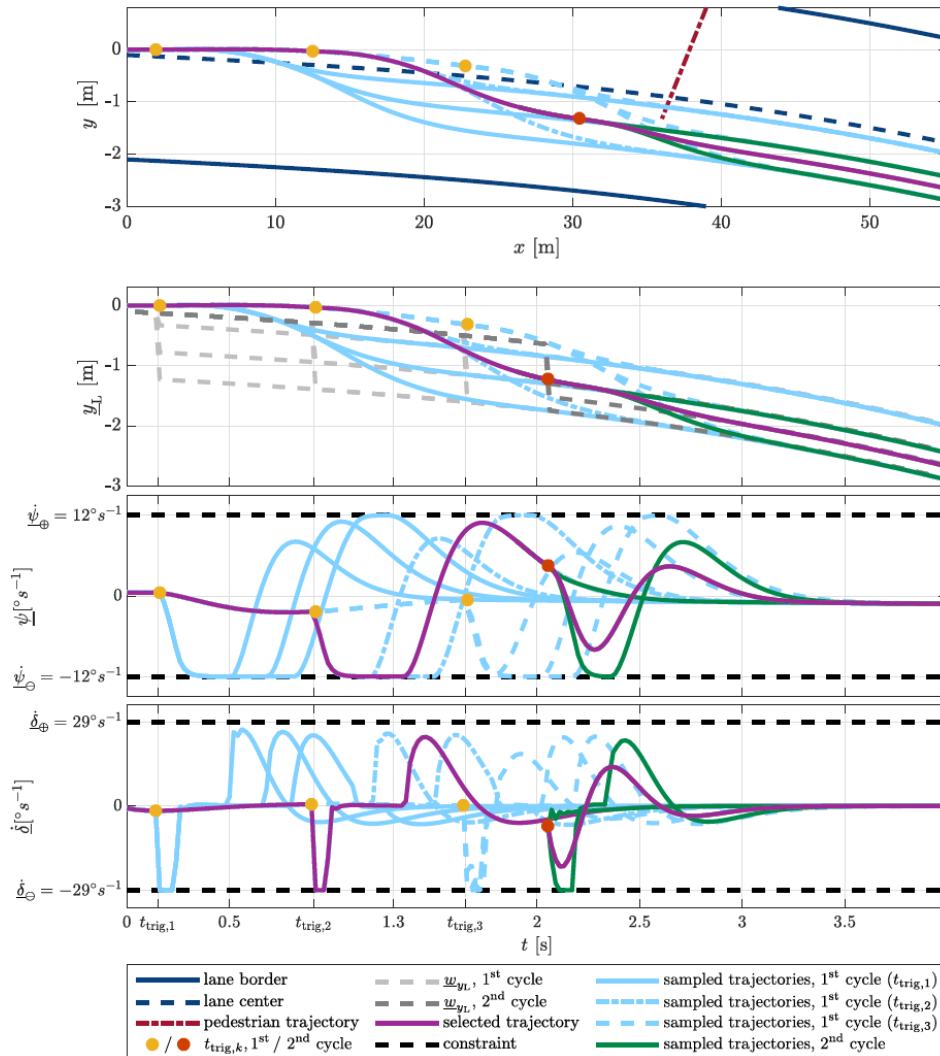 0
-1
-2
-3
y [m]
0 10 20 30 40 50
x [m]
0
-1
-2
-3
y_L [m]
ψ̇_⊕ = 12°s⁻¹
0
ψ̇_⊖ = −12°s⁻¹
ψ̇ [°s⁻¹]
δ̇_⊕ = 29°s⁻¹
0
δ̇_⊖ = −29°s⁻¹
δ̇ [°s⁻¹]
0 t_trig,1 0.5 t_trig,2 1.3 t_trig,3 2 2.5 3 3.5
t [s]
lane border w_yL, 1st cycle sampled trajectories, 1st cycle (t_trig,1)
lane center w_yL, 2nd cycle sampled trajectories, 1st cycle (t_trig,2)
pedestrian trajectory selected trajectory sampled trajectories, 1st cycle (t_trig,3)
/ t_trig,k, 1st / 2nd cycle constraint sampled trajectories, 2nd cycle